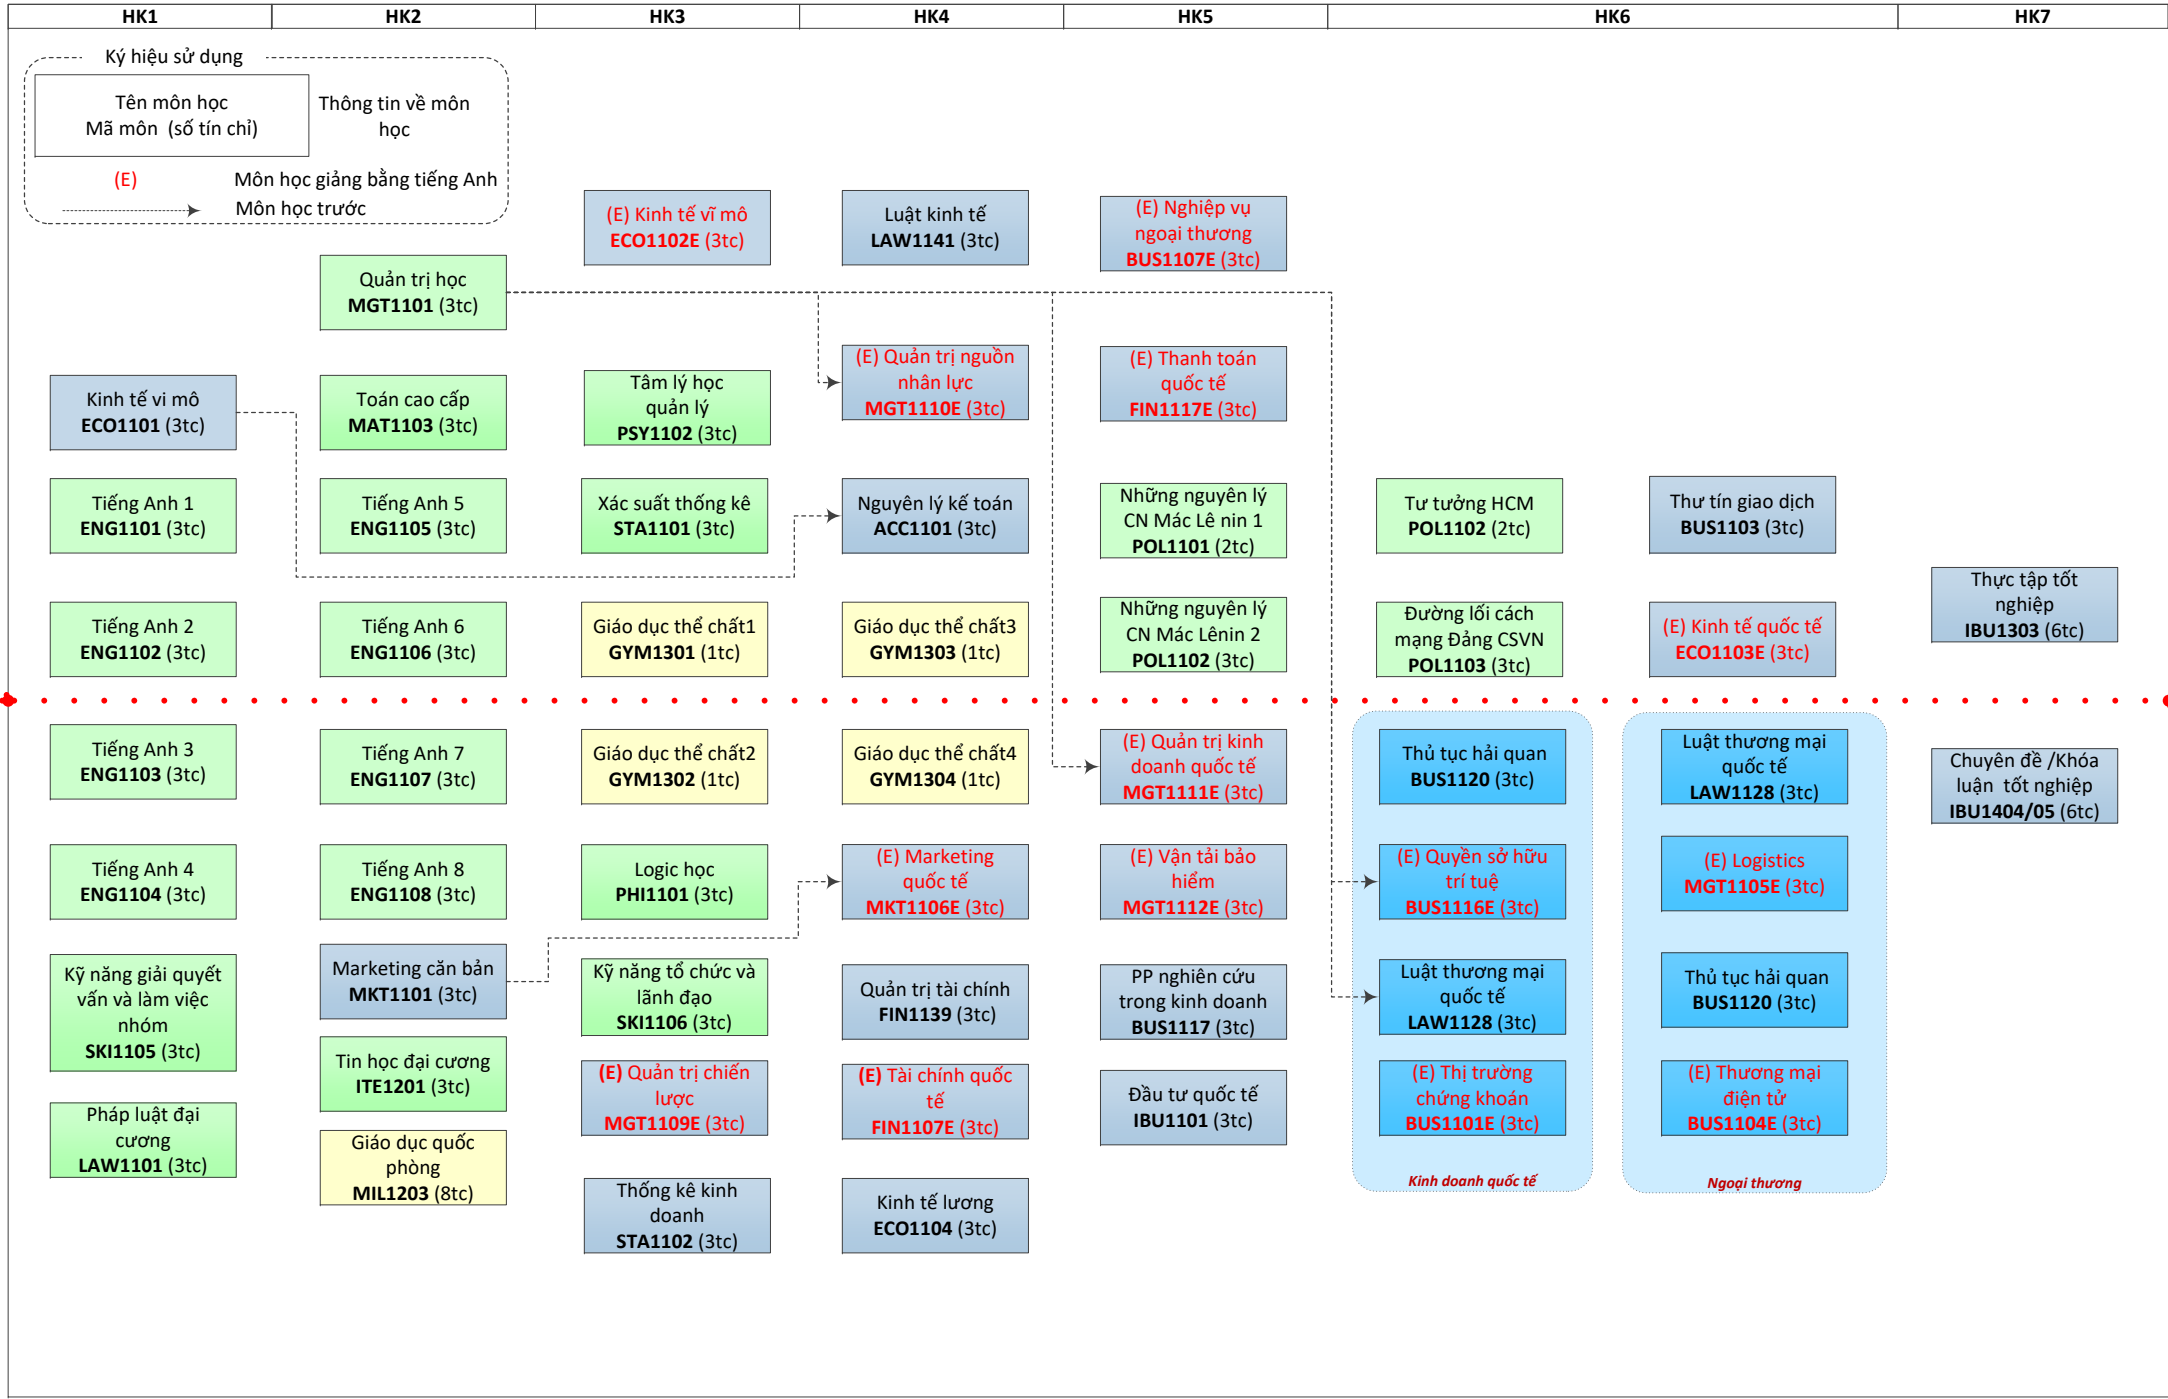 HK1
HK2
HK3
HK4
HK5
HK6
HK7
Ký hiệu sử dụng
Tên môn học
Mã môn (số tín chỉ)
Thông tin về môn
học
(E)
Môn học giảng bằng tiếng Anh
Môn học trước
Kinh tế vi mô
ECO1101 (3tc)
Tiếng Anh 1
ENG1101 (3tc)
Tiếng Anh 2
ENG1102 (3tc)
Tiếng Anh 3
ENG1103 (3tc)
Tiếng Anh 4
ENG1104 (3tc)
Kỹ năng giải quyết
vấn và làm việc
nhóm
SKI1105 (3tc)
Pháp luật đại
cương
LAW1101 (3tc)
Quản trị học
MGT1101 (3tc)
Toán cao cấp
MAT1103 (3tc)
Tiếng Anh 5
ENG1105 (3tc)
Tiếng Anh 6
ENG1106 (3tc)
Tiếng Anh 7
ENG1107 (3tc)
Tiếng Anh 8
ENG1108 (3tc)
Marketing căn bản
MKT1101 (3tc)
Tin học đại cương
ITE1201 (3tc)
Giáo dục quốc
phòng
MIL1203 (8tc)
(E) Kinh tế vĩ mô
ECO1102E (3tc)
Tâm lý học
quản lý
PSY1102 (3tc)
Xác suất thống kê
STA1101 (3tc)
Giáo dục thể chất1
GYM1301 (1tc)
Giáo dục thể chất2
GYM1302 (1tc)
Logic học
PHI1101 (3tc)
Kỹ năng tổ chức và
lãnh đạo
SKI1106 (3tc)
(E) Quản trị chiến
lược
MGT1109E (3tc)
Thống kê kinh
doanh
STA1102 (3tc)
Luật kinh tế
LAW1141 (3tc)
(E) Quản trị nguồn
nhân lực
MGT1110E (3tc)
Nguyên lý kế toán
ACC1101 (3tc)
Giáo dục thể chất3
GYM1303 (1tc)
Giáo dục thể chất4
GYM1304 (1tc)
(E) Marketing
quốc tế
MKT1106E (3tc)
Quản trị tài chính
FIN1139 (3tc)
(E) Tài chính quốc
tế
FIN1107E (3tc)
Kinh tế lương
ECO1104 (3tc)
(E) Nghiệp vụ
ngoại thương
BUS1107E (3tc)
(E) Thanh toán
quốc tế
FIN1117E (3tc)
Những nguyên lý
CN Mác Lê nin 1
POL1101 (2tc)
Những nguyên lý
CN Mác Lênin 2
POL1102 (3tc)
(E) Quản trị kinh
doanh quốc tế
MGT1111E (3tc)
(E) Vận tải bảo
hiểm
MGT1112E (3tc)
PP nghiên cứu
trong kinh doanh
BUS1117 (3tc)
Đầu tư quốc tế
IBU1101 (3tc)
Tư tưởng HCM
POL1102 (2tc)
Đường lối cách
mạng Đảng CSVN
POL1103 (3tc)
Thủ tục hải quan
BUS1120 (3tc)
(E) Quyền sở hữu
trí tuệ
BUS1116E (3tc)
Luật thương mại
quốc tế
LAW1128 (3tc)
(E) Thị trường
chứng khoán
BUS1101E (3tc)
Kinh doanh quốc tế
Thư tín giao dịch
BUS1103 (3tc)
(E) Kinh tế quốc tế
ECO1103E (3tc)
Luật thương mại
quốc tế
LAW1128 (3tc)
(E) Logistics
MGT1105E (3tc)
Thủ tục hải quan
BUS1120 (3tc)
(E) Thương mại
điện tử
BUS1104E (3tc)
Ngoại thương
Thực tập tốt
nghiệp
IBU1303 (6tc)
Chuyên đề /Khóa
luận tốt nghiệp
IBU1404/05 (6tc)